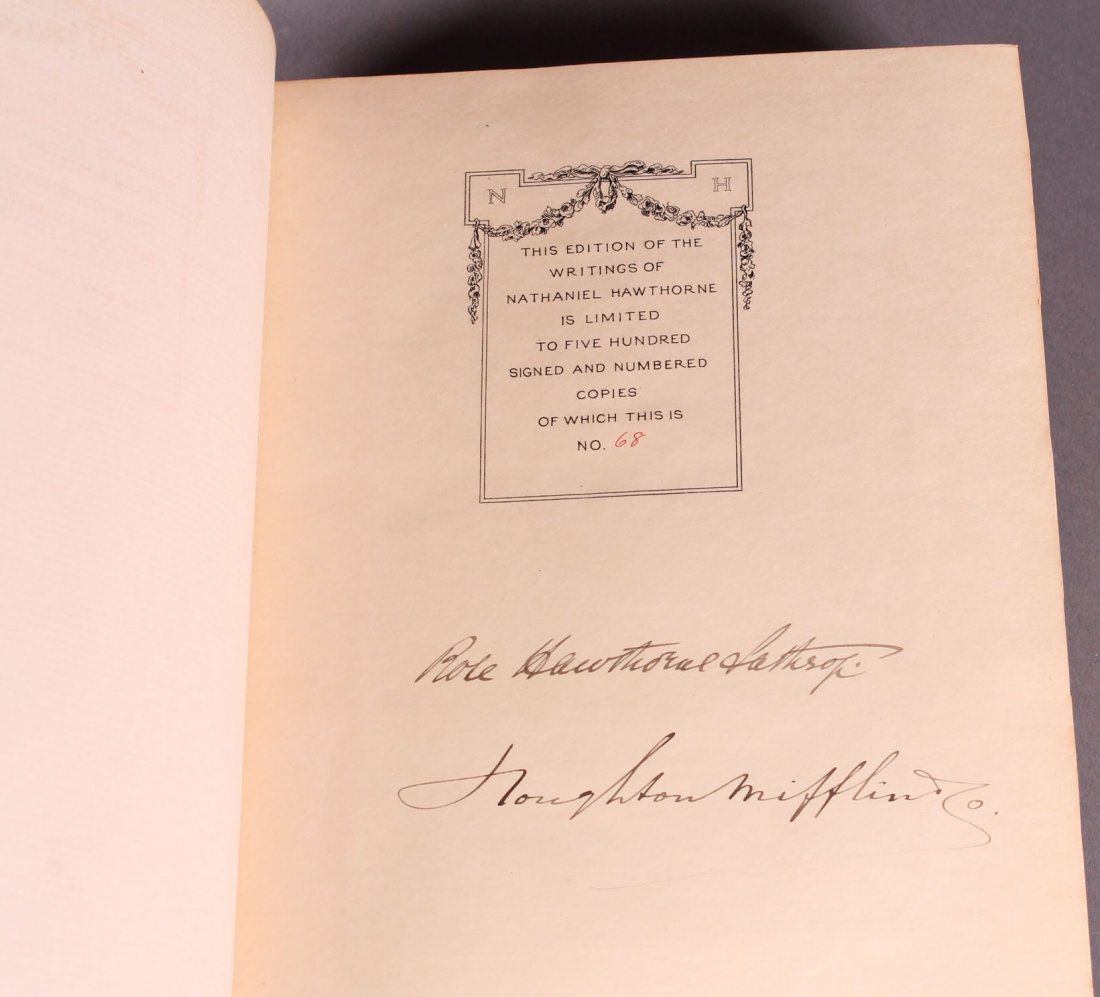 N H
THIS EDITION OF THE
WRITINGS OF
NATHANIEL HAWTHORNE
IS LIMITED
TO FIVE HUNDRED
SIGNED AND NUMBERED
COPIES
OF WHICH THIS IS
NO. 68
Rose Hawthorne Lathrop.
Houghton Mifflin & Co.